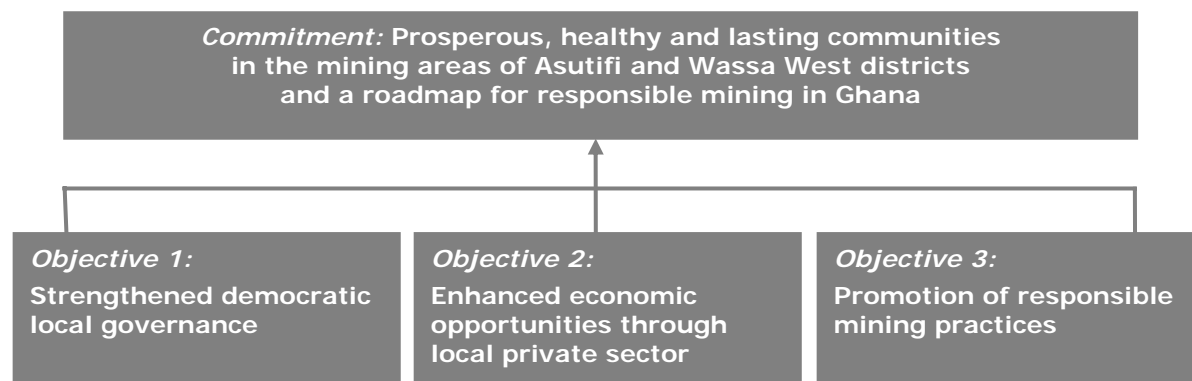 Commitment: Prosperous, healthy and lasting communities
in the mining areas of Asutifi and Wassa West districts
and a roadmap for responsible mining in Ghana
Objective 1:
Strengthened democratic
local governance
Objective 2:
Enhanced economic
opportunities through
local private sector
Objective 3:
Promotion of responsible
mining practices